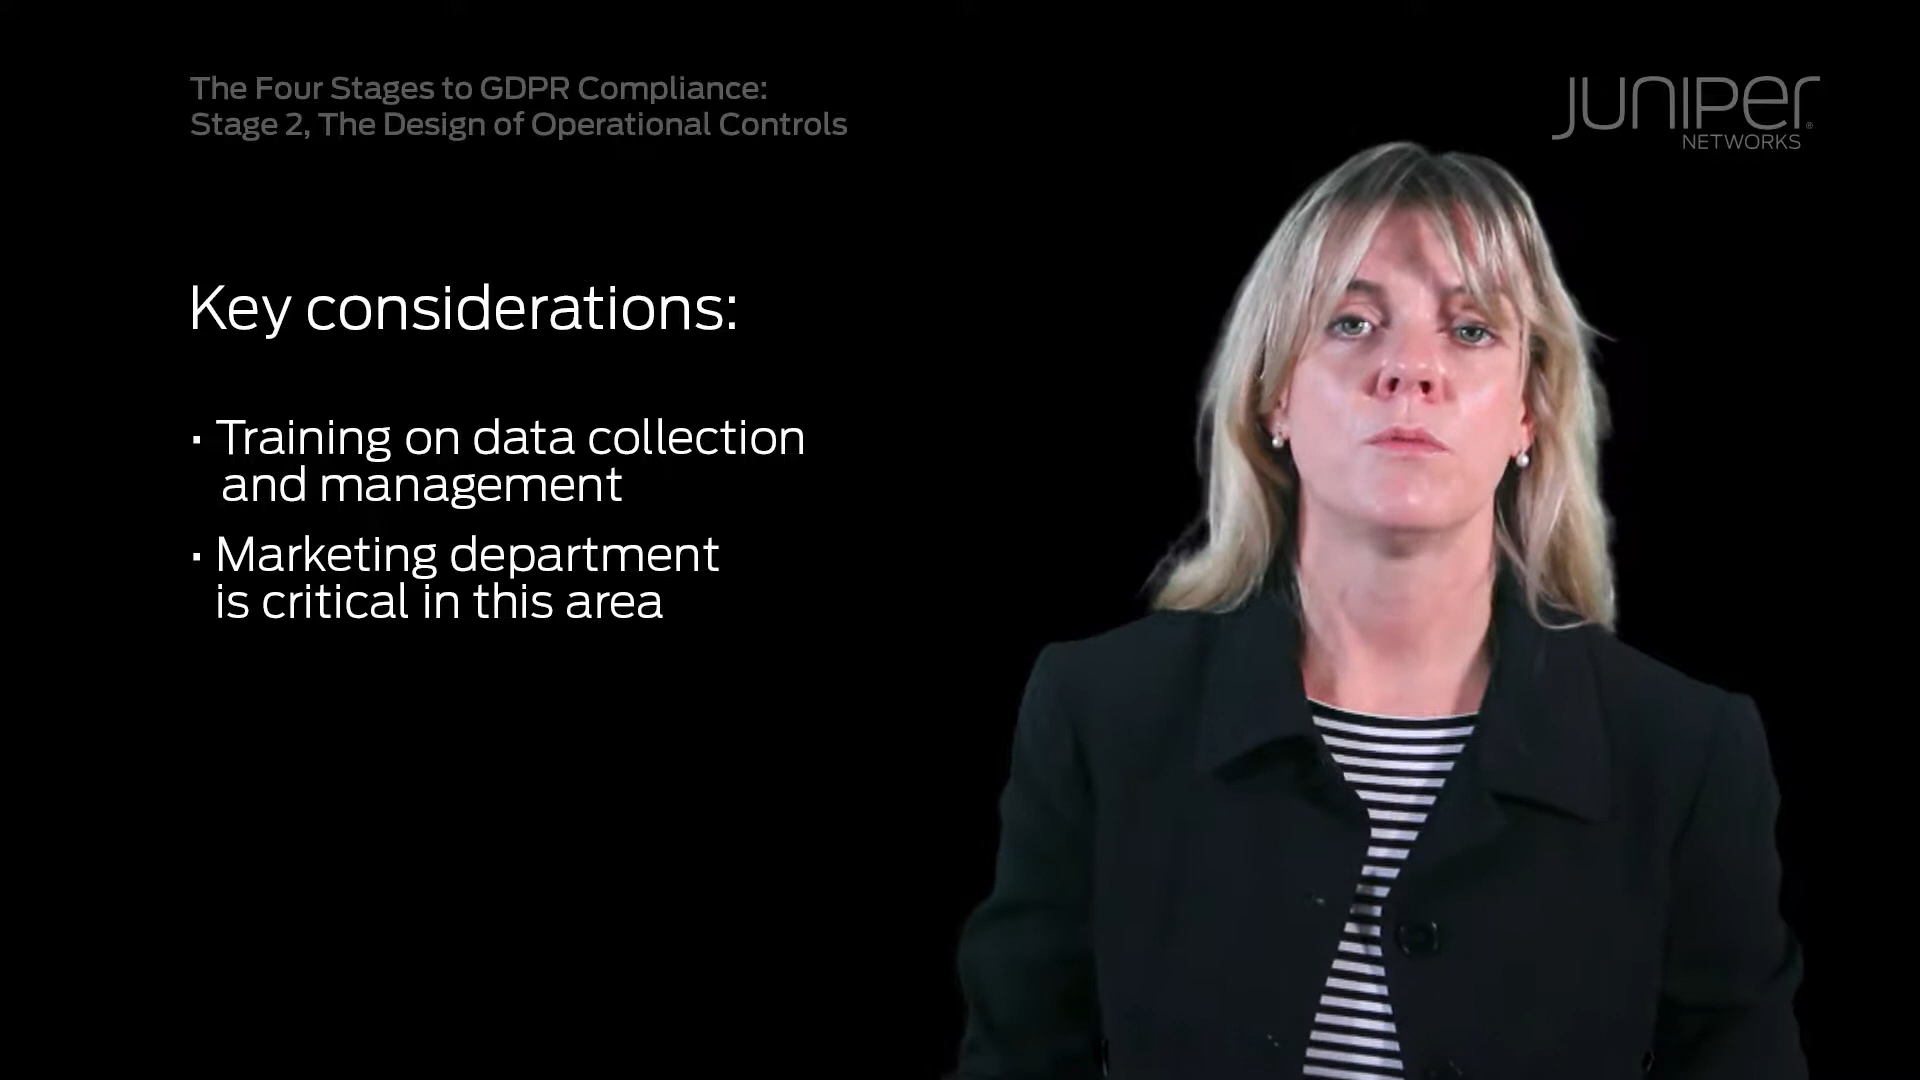 The Four Stages to GDPR Compliance:
Stage 2, The Design of Operational Controls
JUNIPEr
NETWORKS
Key considerations:
· Training on data collection
and management
· Marketing department
is critical in this area